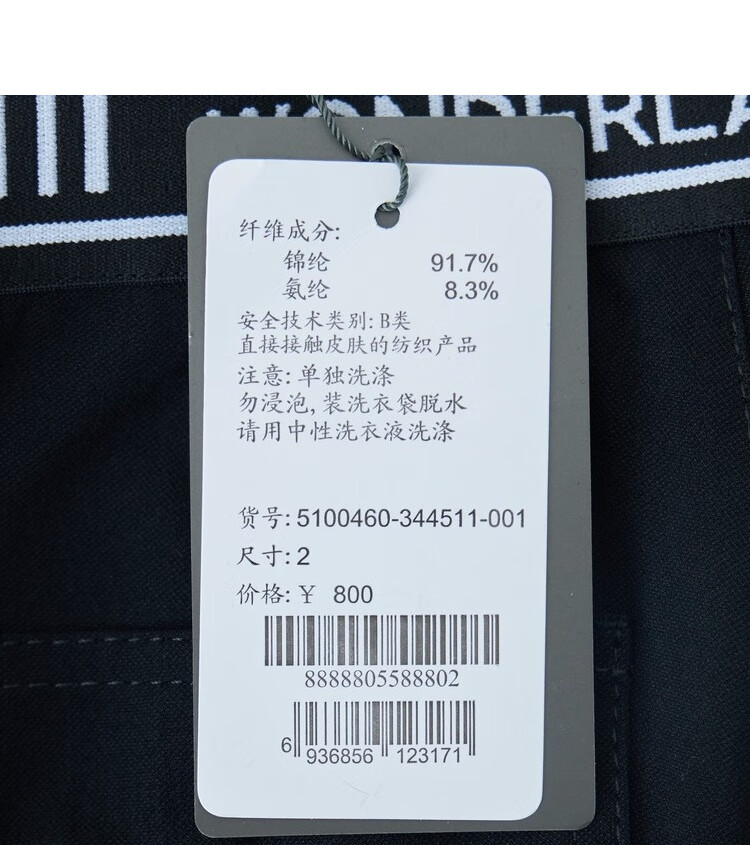 WONDERLA
纤维成分:
锦纶 91.7%
氨纶 8.3%
安全技术类别: B类
直接接触皮肤的纺织产品
注意: 单独洗涤
勿浸泡, 装洗衣袋脱水
请用中性洗衣液洗涤
货号: 5100460-344511-001
尺寸: 2
价格: ¥ 800
8888805588802
6 936856 123171